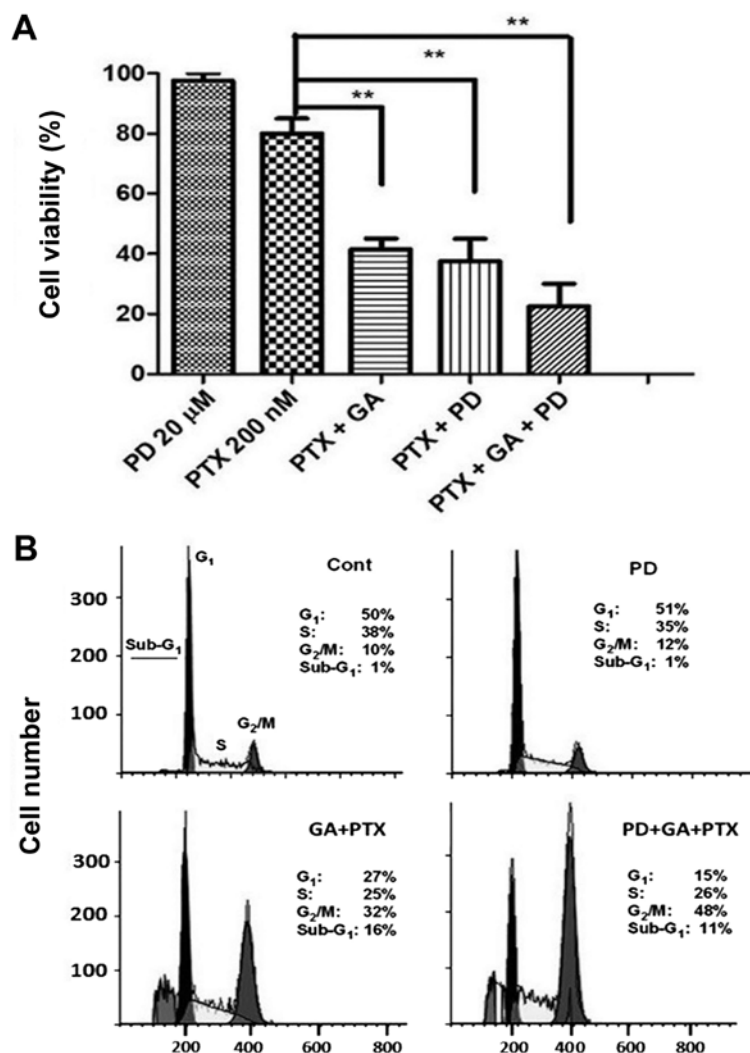 A
**
**
**
Cell viability (%)
100
80
60
40
20
0
PD 20 µM
PTX 200 nM
PTX + GA
PTX + PD
PTX + GA + PD
B
Cell number
300
200
100
G₁
Sub-G₁
S
G₂/M
Cont
G₁: 50%
S: 38%
G₂/M: 10%
Sub-G₁: 1%
PD
G₁: 51%
S: 35%
G₂/M: 12%
Sub-G₁: 1%
300
200
100
GA+PTX
G₁: 27%
S: 25%
G₂/M: 32%
Sub-G₁: 16%
PD+GA+PTX
G₁: 15%
S: 26%
G₂/M: 48%
Sub-G₁: 11%
200 400 600 800
200 400 600 800